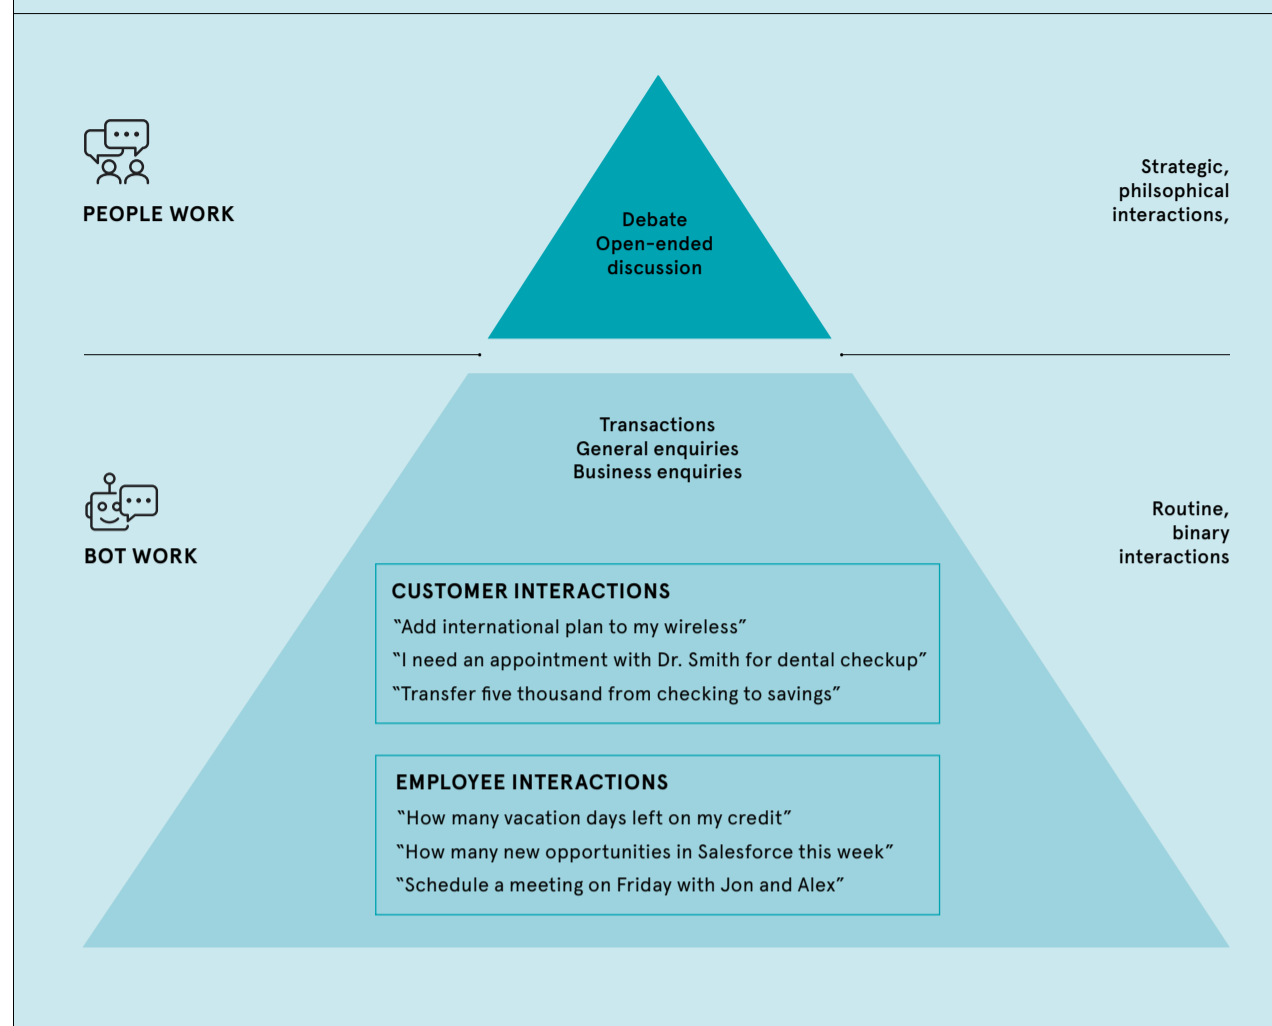 PEOPLE WORK
Debate
Open-ended
discussion
Strategic,
philsophical
interactions,
BOT WORK
Transactions
General enquiries
Business enquiries
Routine,
binary
interactions
CUSTOMER INTERACTIONS
“Add international plan to my wireless”
“I need an appointment with Dr. Smith for dental checkup”
“Transfer five thousand from checking to savings”
EMPLOYEE INTERACTIONS
“How many vacation days left on my credit”
“How many new opportunities in Salesforce this week”
“Schedule a meeting on Friday with Jon and Alex”